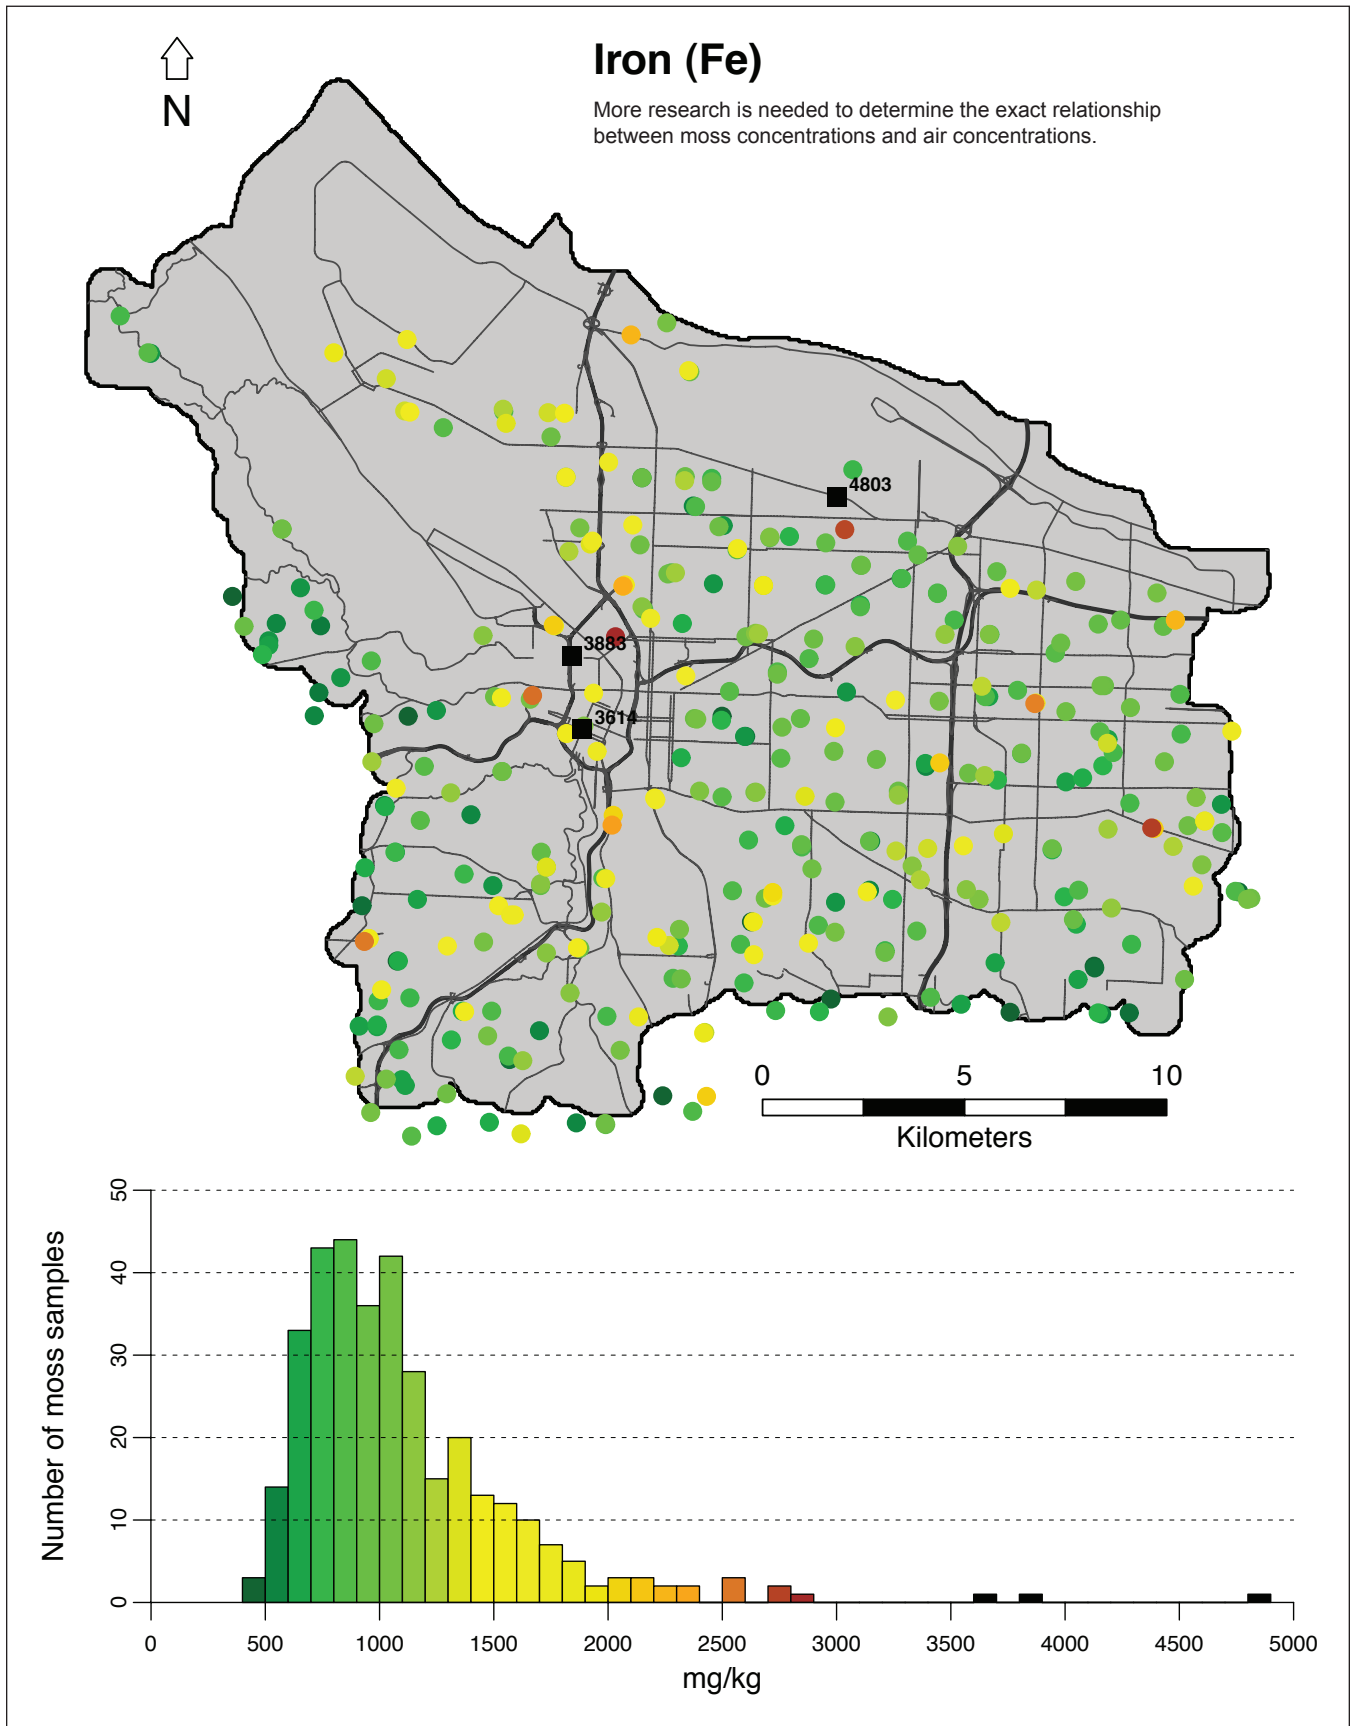 Iron (Fe)
N
More research is needed to determine the exact relationship
between moss concentrations and air concentrations.
4803
3883
3614
0 5 10
Kilometers
Number of moss samples
50
40
30
20
10
0
0 500 1000 1500 2000 2500 3000 3500 4000 4500 5000
mg/kg